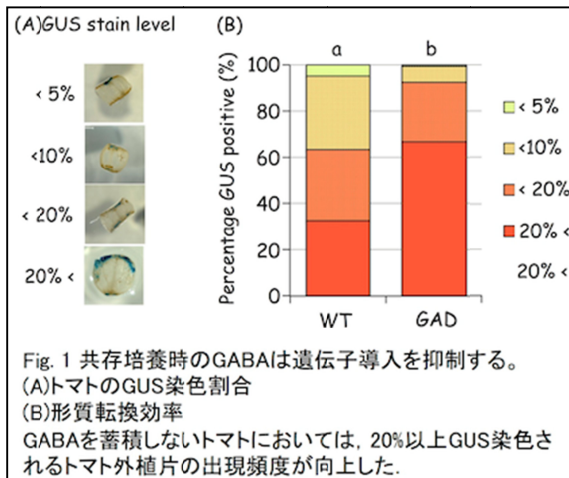 (A)GUS stain level
< 5%
<10%
< 20%
20% <
(B)
a
b
Percentage GUS positive (%)
100
80
60
40
20
0
WT
GAD
< 5%
<10%
< 20%
20% <
20% <
Fig. 1 共存培養時のGABAは遺伝子導入を抑制する。
(A)トマトのGUS染色割合
(B)形質転換効率
GABAを蓄積しないトマトにおいては, 20%以上GUS染色さ
れるトマト外植片の出現頻度が向上した.